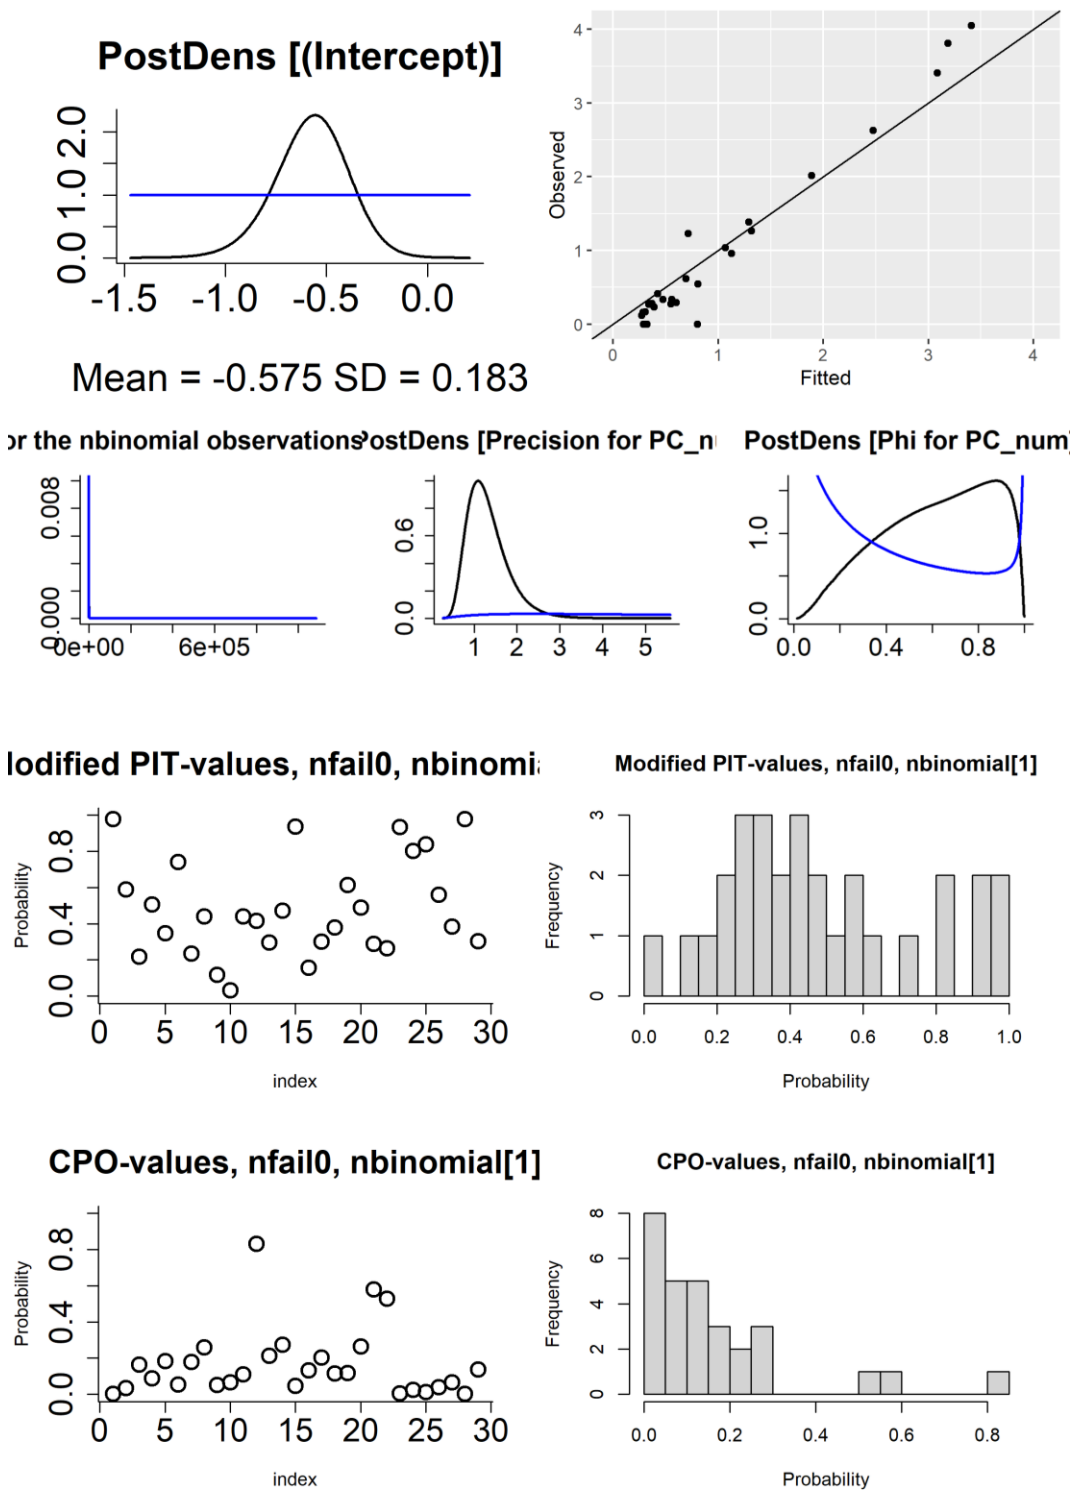 PostDens [(Intercept)]
0.0 1.0 2.0
-1.5 -1.0 -0.5 0.0
Mean = -0.575 SD = 0.183
Observed
4
3
2
1
0
0 1 2 3 4
Fitted
or the nbinomial observations
0.000 0.008
0e+00 6e+05
PostDens [Precision for PC_nu
0.0 0.6
1 2 3 4 5
PostDens [Phi for PC_num]
0.0 1.0
0.0 0.4 0.8
Modified PIT-values, nfail0, nbinomia
Probability
0.0 0.4 0.8
0 5 10 15 20 25 30
index
Modified PIT-values, nfail0, nbinomial[1]
Frequency
0 1 2 3
0.0 0.2 0.4 0.6 0.8 1.0
Probability
CPO-values, nfail0, nbinomial[1]
Probability
0.0 0.4 0.8
0 5 10 15 20 25 30
index
CPO-values, nfail0, nbinomial[1]
Frequency
0 2 4 6 8
0.0 0.2 0.4 0.6 0.8
Probability